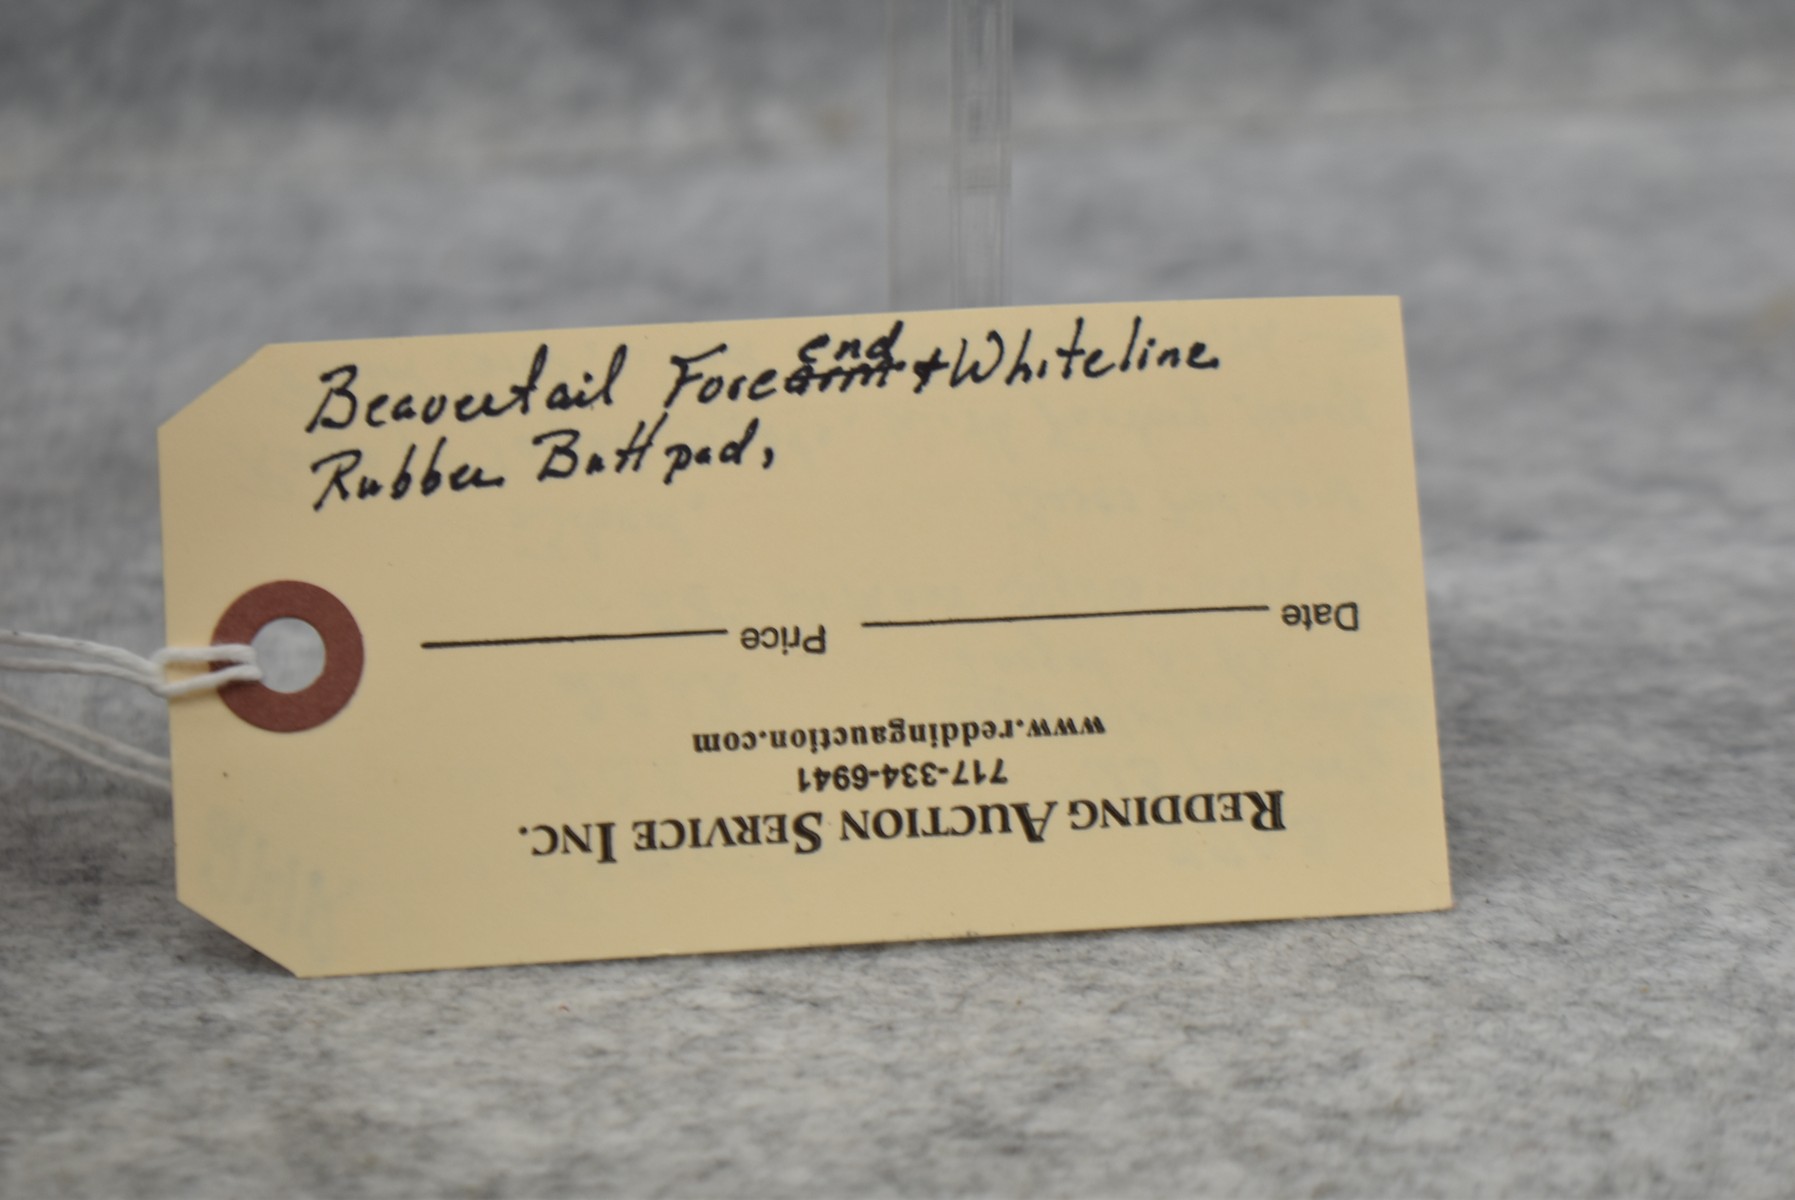 Beavertail Foreend & Whiteline
Rubber Buttpad,
REDDING AUCTION SERVICE INC.
717-334-6941
www.reddingauction.com
Date Price